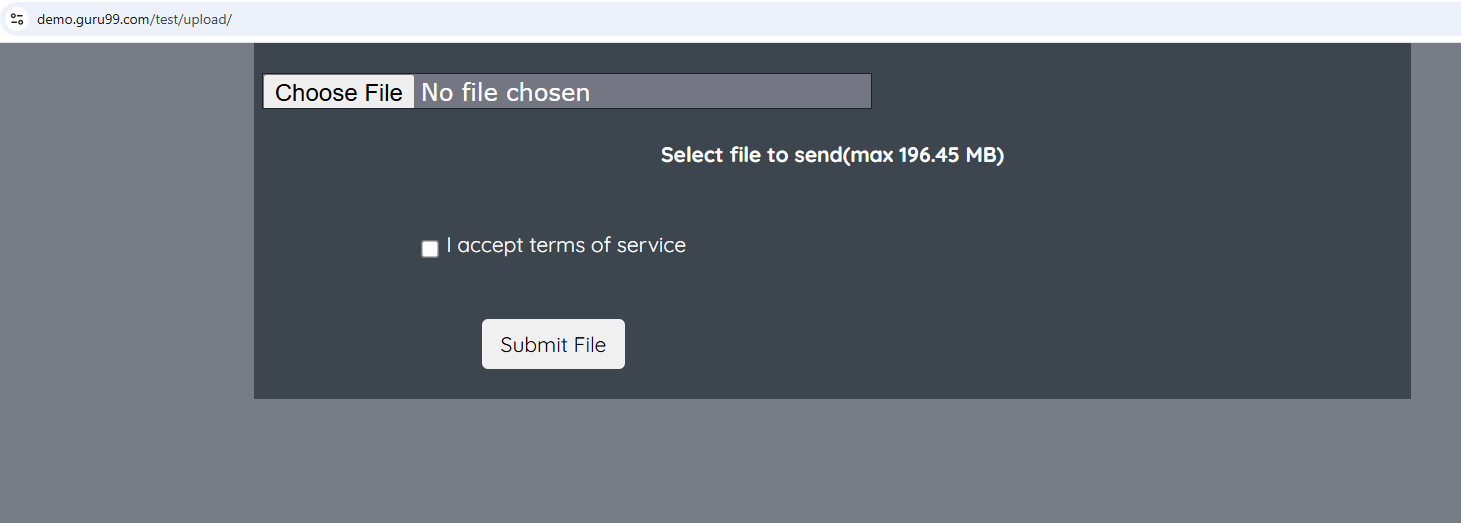 demo.guru99.com/test/upload/
Choose File No file chosen
Select file to send(max 196.45 MB)
I accept terms of service
Submit File